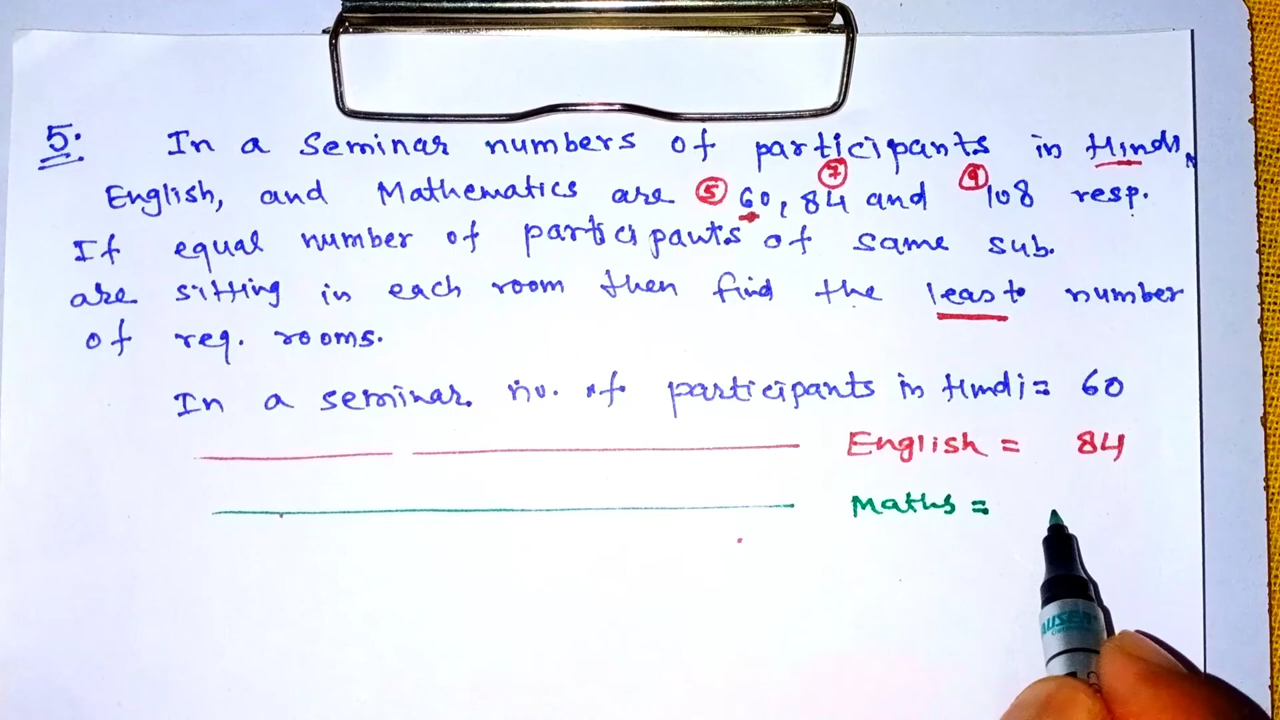 5. In a seminar numbers of participants in Hindi,
English, and Mathematics are ⑤ 60, 84 ⑦ and ⑨ 108 resp.
If equal number of participants of same sub.
are sitting in each room then find the least number
of req. rooms.
In a seminar. no. of participants in Hindi = 60
English = 84
Maths =